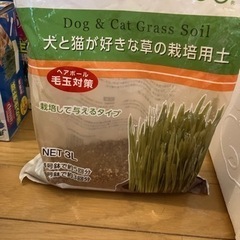 Dog & Cat Grass Soil
犬と猫が好きな草の栽培用土
ヘアボール
毛玉対策
栽培して与えるタイプ
NET 3L